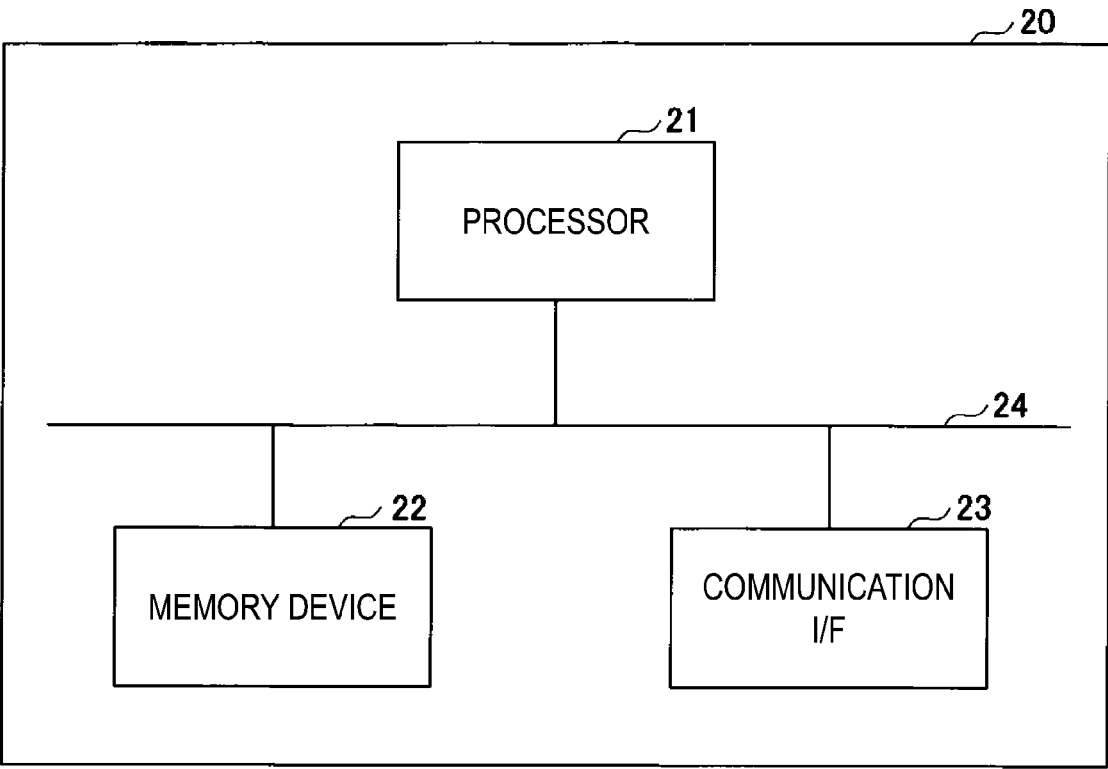 20
21
PROCESSOR
24
22
MEMORY DEVICE
23
COMMUNICATION
I/F